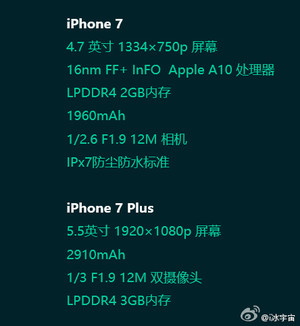 iPhone 7
4.7 英寸 1334×750p 屏幕
16nm FF+ InFO  Apple A10 处理器
LPDDR4 2GB内存
1960mAh
1/2.6 F1.9 12M 相机
IPx7防尘防水标准
iPhone 7 Plus
5.5英寸 1920×1080p 屏幕
2910mAh
1/3 F1.9 12M 双摄像头
LPDDR4 3GB内存
@i冰宇宙